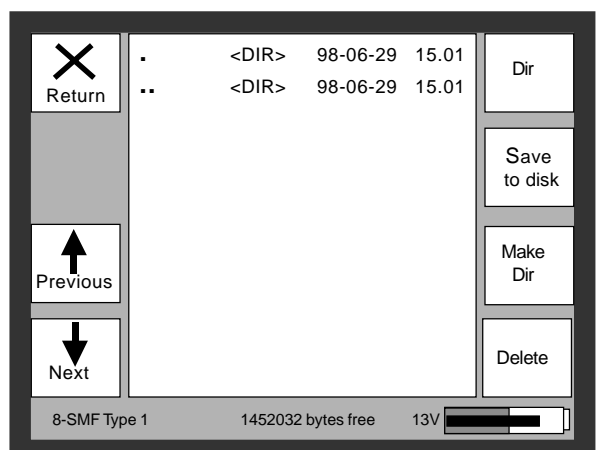 Return
. <DIR> 98-06-29 15.01
.. <DIR> 98-06-29 15.01
Dir
Save
to disk
Previous
Make
Dir
Next
Delete
8-SMF Type 1 1452032 bytes free 13V